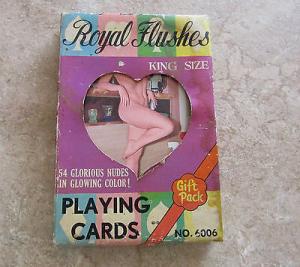 Royal Flushes
KING SIZE
54 GLORIOUS NUDES
IN GLOWING COLOR!
Gift
Pack
PLAYING
CARDS
NO. 6006